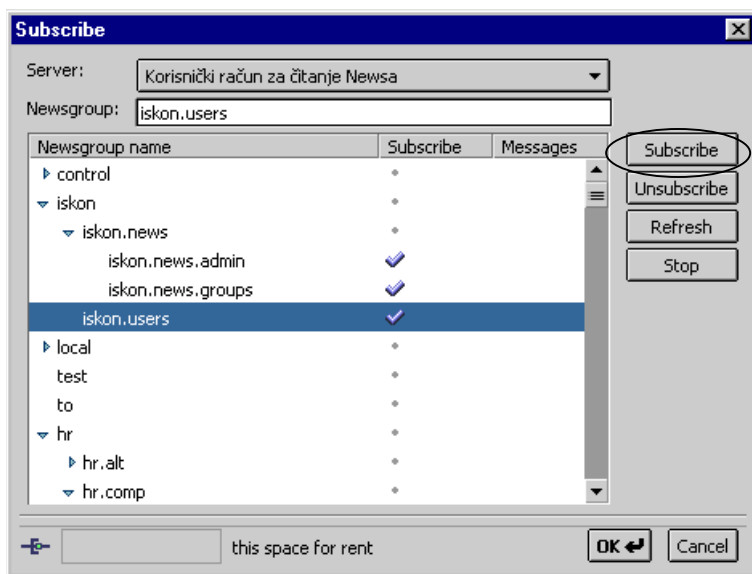 Subscribe
Server: Korisnički račun za čitanje Newsa
Newsgroup: iskon.users
Newsgroup name Subscribe Messages
control
iskon
iskon.news
iskon.news.admin
iskon.news.groups
iskon.users
local
test
to
hr
hr.alt
hr.comp
Subscribe
Unsubscribe
Refresh
Stop
this space for rent
OK Cancel